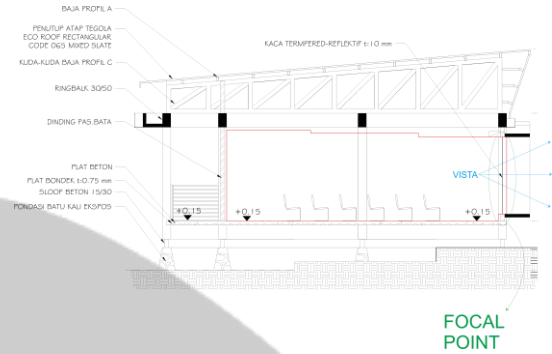 BAJA PROFIL A
PENUTUP ATAP TEGOLA
ECO ROOF RECTANGULAR
CODE 065 MIXED SLATE
KUDA-KUDA BAJA PROFIL C
RINGBALK 30/50
DINDING PAS.BATA
PLAT BETON
PLAT BONDEK t:0.75 mm
SLOOF BETON 15/30
PONDASI BATU KALI EKSPOS
KACA TERMFERED-REFLEKTIF t:10 mm
VISTA
+0.15
+0.15
+0.15
FOCAL
POINT